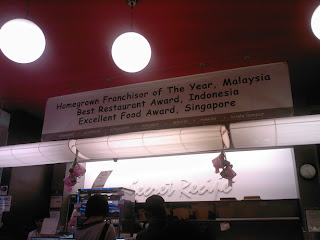 Homegrown Franchisor of The Year, Malaysia
Best Restaurant Award, Indonesia
Excellent Food Award, Singapore
Secret Recipe